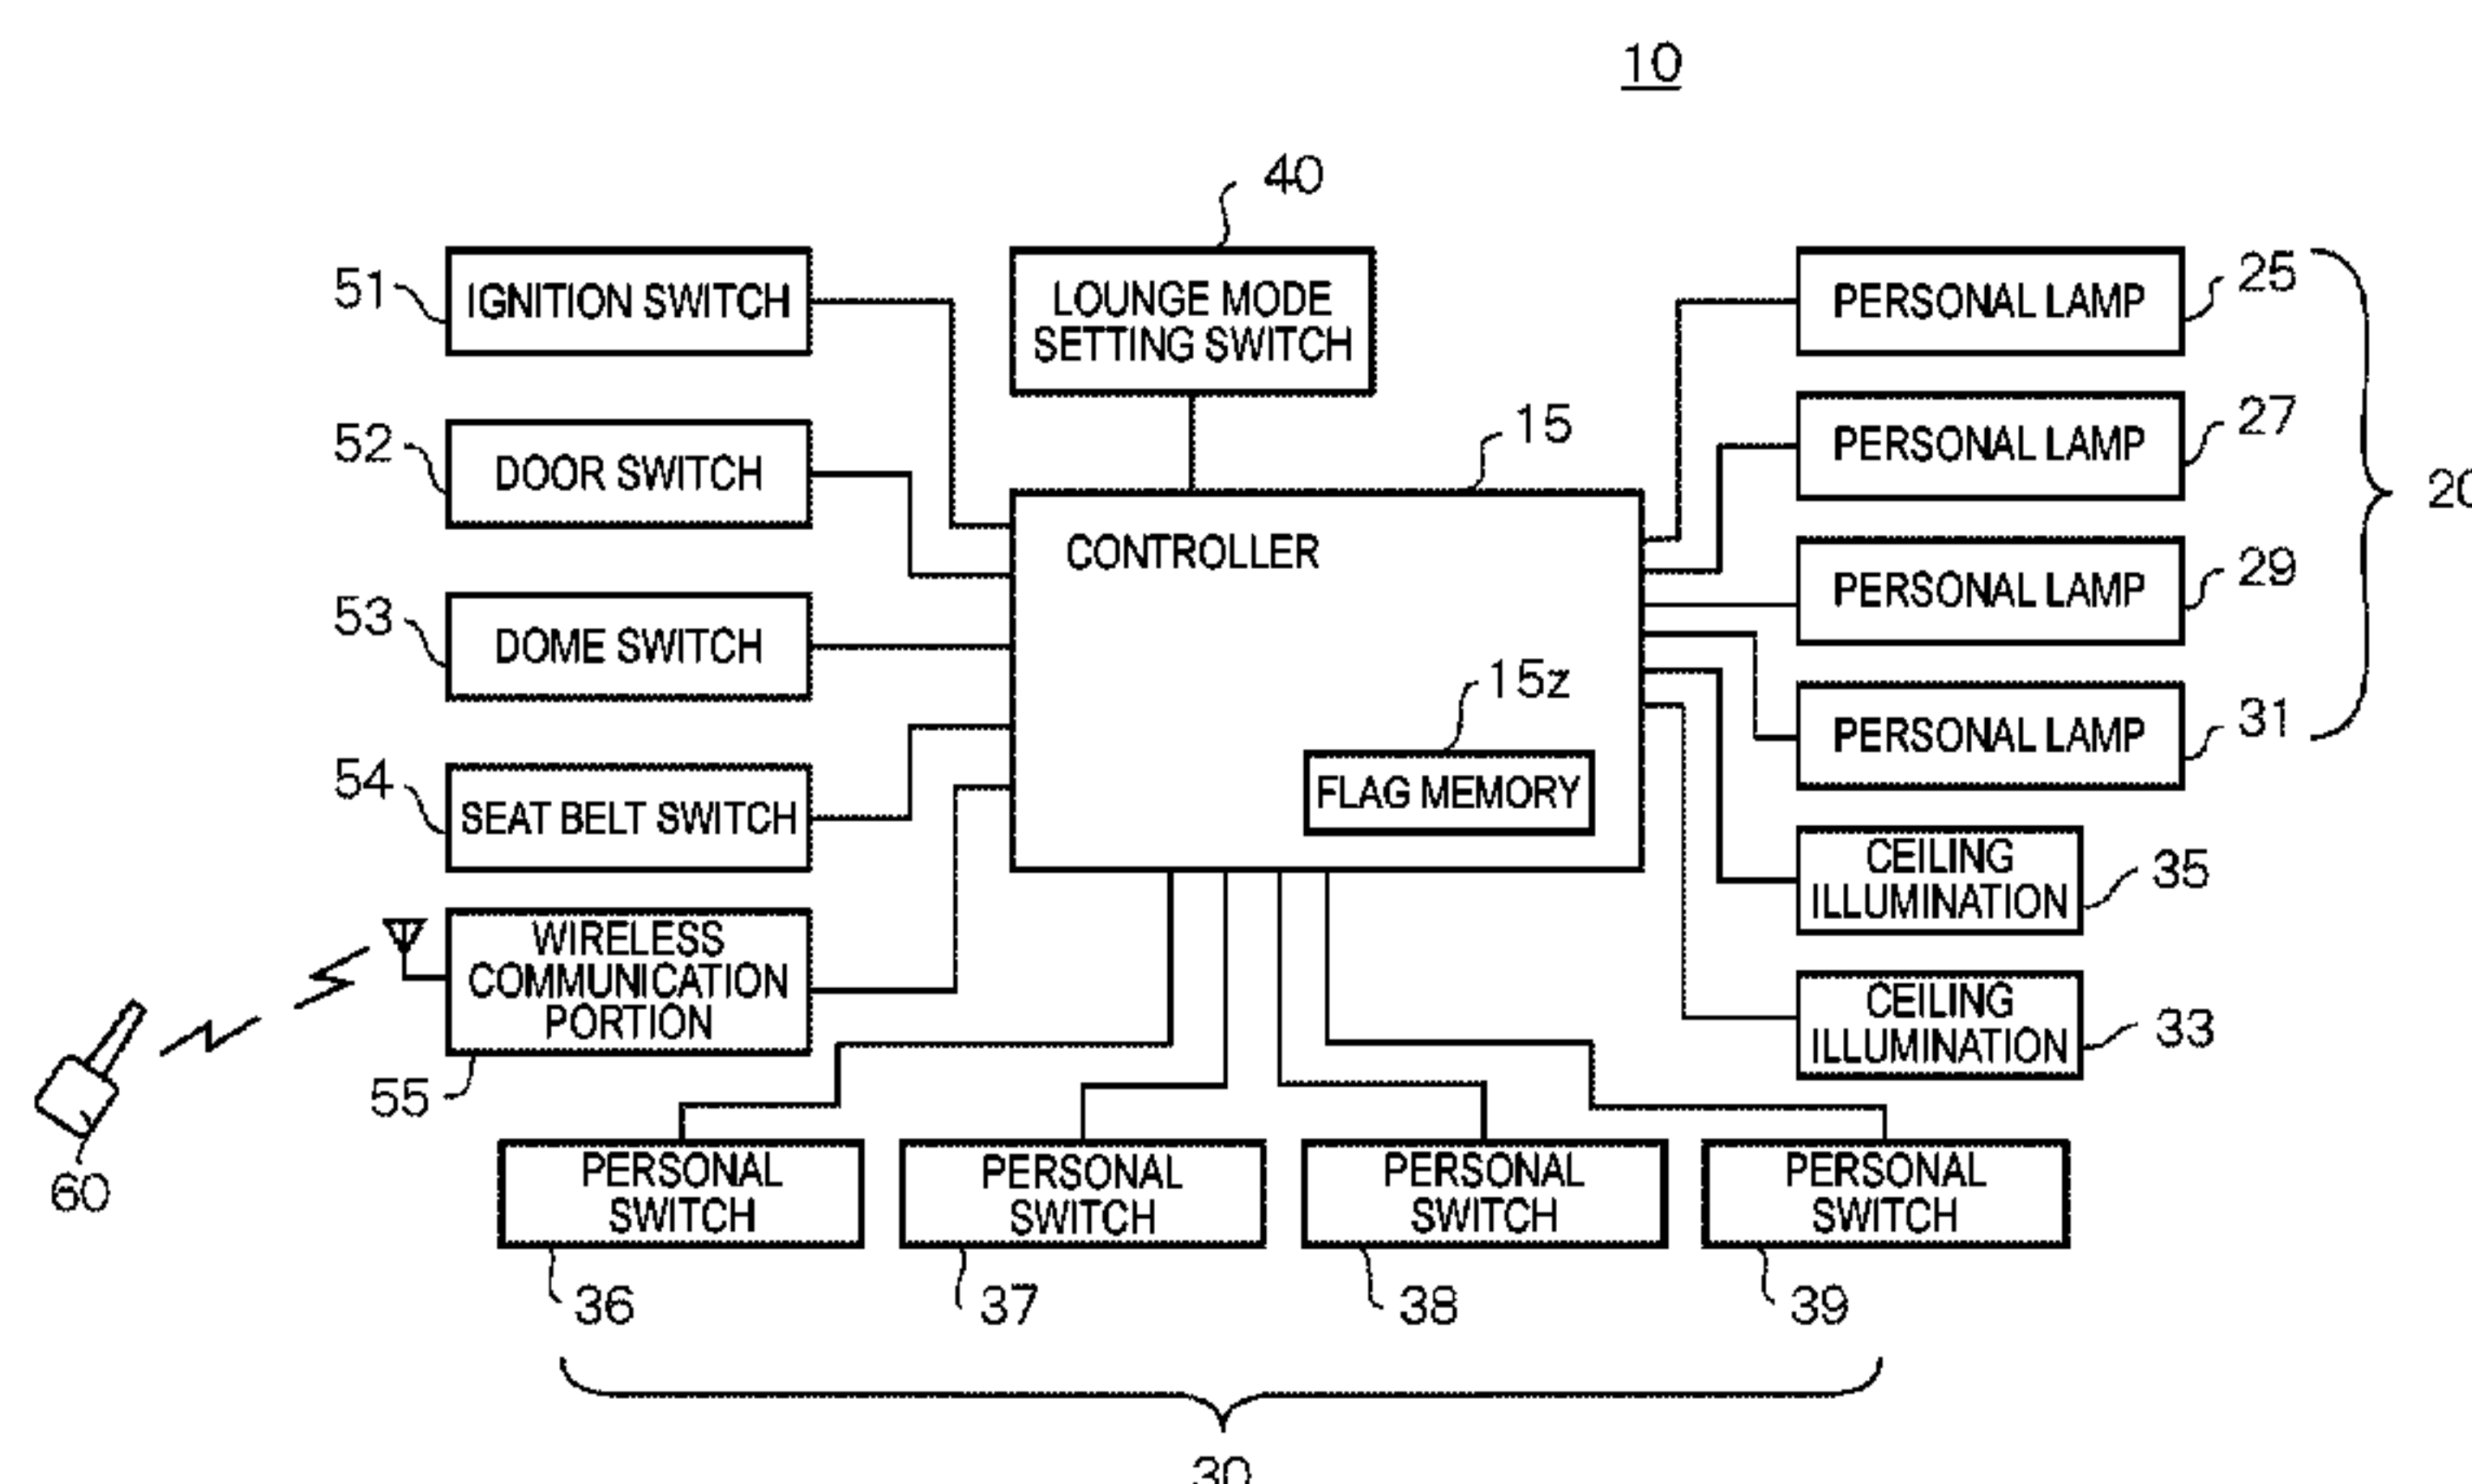 10
40
51
IGNITION SWITCH
LOUNGE MODE
SETTING SWITCH
PERSONAL LAMP
25
52
DOOR SWITCH
15
PERSONAL LAMP
27
20
CONTROLLER
53
DOME SWITCH
PERSONAL LAMP
29
15z
54
SEAT BELT SWITCH
FLAG MEMORY
PERSONAL LAMP
31
CEILING
ILLUMINATION
35
WIRELESS
COMMUNICATION
PORTION
55
CEILING
ILLUMINATION
33
60
PERSONAL
SWITCH
PERSONAL
SWITCH
PERSONAL
SWITCH
PERSONAL
SWITCH
36
37
38
39
30